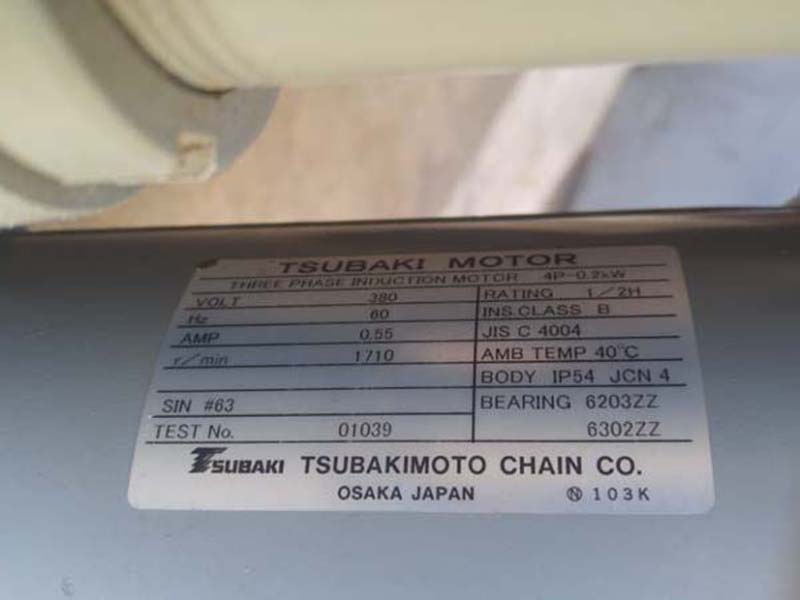 TSUBAKI MOTOR
THREE PHASE INDUCTION MOTOR 4P-0.2kW
VOLT 380 RATING 1/2H
Hz 60 INS.CLASS B
AMP 0.55 JIS C 4004
r/min 1710 AMB TEMP 40°C
BODY IP54 JCN 4
SIN #63 BEARING 6203ZZ
TEST No. 01039 6302ZZ
TSUBAKI TSUBAKIMOTO CHAIN CO.
OSAKA JAPAN Ⓝ 103K